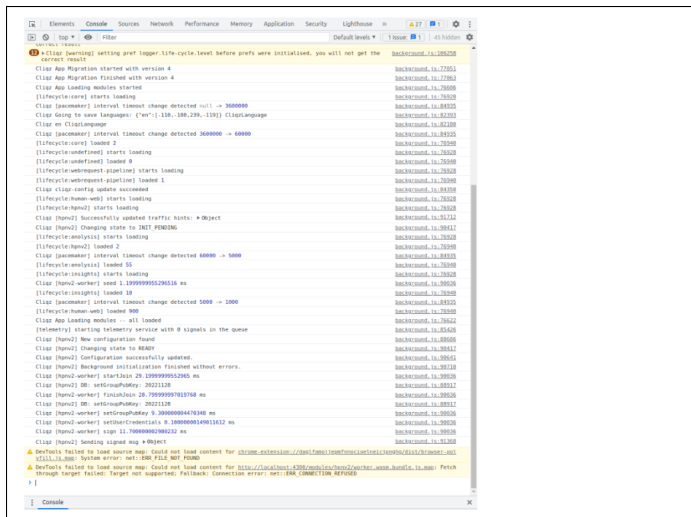 Elements Console Sources Network Performance Memory Application Security Lighthouse » 27 1
top ▾ Filter Default levels ▾ 1 Issue: 1 45 hidden
correct result
12 ▸Cliqz [warning] setting pref logger.life-cycle.level before prefs were initialised, you will not get the background.js:106258
correct result
Cliqz App Migration started with version 4 background.js:77051
Cliqz App Migration finished with version 4 background.js:77063
Cliqz App Loading modules started background.js:76606
[lifecycle:core] starts loading background.js:76928
Cliqz [pacemaker] interval timeout change detected null -> 3600000 background.js:84935
Cliqz Going to save languages: {"en":[-110,-100,239,-119]} CliqzLanguage background.js:82393
Cliqz en CliqzLanguage background.js:82180
Cliqz [pacemaker] interval timeout change detected 3600000 -> 60000 background.js:84935
[lifecycle:core] loaded 2 background.js:76940
[lifecycle:undefined] starts loading background.js:76928
[lifecycle:undefined] loaded 0 background.js:76940
[lifecycle:webrequest-pipeline] starts loading background.js:76928
[lifecycle:webrequest-pipeline] loaded 1 background.js:76940
Cliqz cliqz-config update succeeded background.js:84350
[lifecycle:human-web] starts loading background.js:76928
[lifecycle:hpnv2] starts loading background.js:76928
Cliqz [hpnv2] Successfully updated traffic hints: ▸Object background.js:91712
Cliqz [hpnv2] Changing state to INIT_PENDING background.js:90417
[lifecycle:analysis] starts loading background.js:76928
[lifecycle:hpnv2] loaded 2 background.js:76940
Cliqz [pacemaker] interval timeout change detected 60000 -> 5000 background.js:84935
[lifecycle:analysis] loaded 55 background.js:76940
[lifecycle:insights] starts loading background.js:76928
Cliqz [hpnv2-worker] seed 1.1999999955296516 ms background.js:90036
[lifecycle:insights] loaded 10 background.js:76940
Cliqz [pacemaker] interval timeout change detected 5000 -> 1000 background.js:84935
[lifecycle:human-web] loaded 900 background.js:76940
Cliqz App Loading modules -- all loaded background.js:76622
[telemetry] starting telemetry service with 0 signals in the queue background.js:85426
Cliqz [hpnv2] New configuration found background.js:88606
Cliqz [hpnv2] Changing state to READY background.js:90417
Cliqz [hpnv2] Configuration successfully updated. background.js:90641
Cliqz [hpnv2] Background initialization finished without errors. background.js:90710
Cliqz [hpnv2-worker] startJoin 29.19999999552965 ms background.js:90036
Cliqz [hpnv2] DB: setGroupPubKey: 20221128 background.js:88917
Cliqz [hpnv2-worker] finishJoin 28.799999997019768 ms background.js:90036
Cliqz [hpnv2] DB: setGroupPubKey: 20221128 background.js:88917
Cliqz [hpnv2-worker] setGroupPubKey 9.300000004470348 ms background.js:90036
Cliqz [hpnv2-worker] setUserCredentials 0.10000000149011612 ms background.js:90036
Cliqz [hpnv2-worker] sign 11.700000002980232 ms background.js:90036
Cliqz [hpnv2] Sending signed msg ▸Object background.js:91360
DevTools failed to load source map: Could not load content for
System error: net::ERR_FILE_NOT_FOUND
DevTools failed to load source map: Could not load content for http://localhost:4300/modules/hpnv2/worker.wasm.bundle.js.map: Fetch
through target failed: Target not supported; Fallback: Connection error: net::ERR_CONNECTION_REFUSED
Console